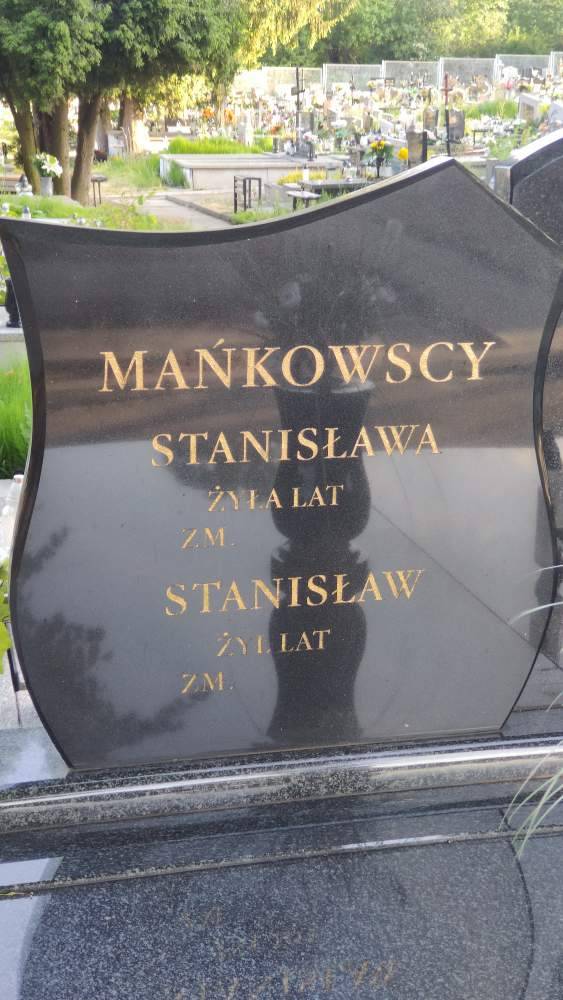 MAŃKOWSCY
STANISŁAWA
ŻYŁA LAT
ZM.
STANISŁAW
ŻYŁ LAT
ZM.